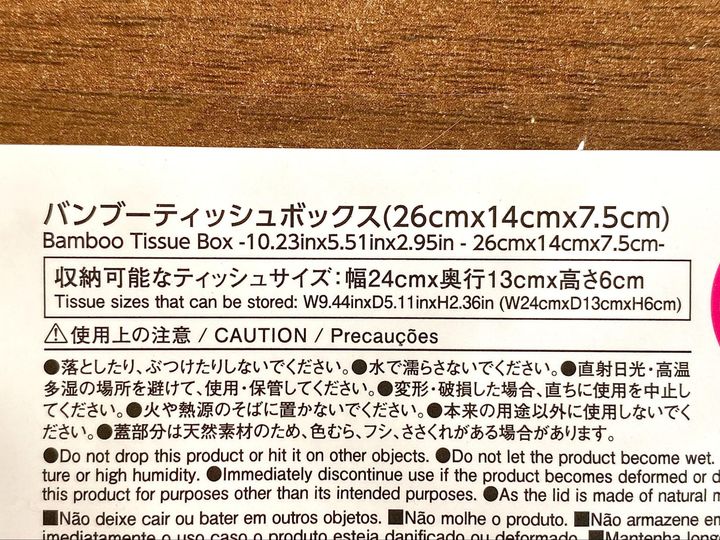 バンブーティッシュボックス(26cmx14cmx7.5cm)
Bamboo Tissue Box -10.23inx5.51inx2.95in - 26cmx14cmx7.5cm-
収納可能なティッシュサイズ：幅24cmx奥行13cmx高さ6cm
Tissue sizes that can be stored: W9.44inxD5.11inxH2.36in (W24cmxD13cmxH6cm)
⚠使用上の注意 / CAUTION / Precauções
●落としたり、ぶつけたりしないでください。●水で濡らさないでください。●直射日光・高温
多湿の場所を避けて、使用・保管してください。●変形・破損した場合、直ちに使用を中止し
てください。●火や熱源のそばに置かないでください。●本来の用途以外に使用しないでく
ださい。●蓋部分は天然素材のため、色むら、フシ、ささくれがある場合があります。
●Do not drop this product or hit it on other objects. ●Do not let the product become wet.
ture or high humidity. ●Immediately discontinue use if the product becomes deformed or d
this product for purposes other than its intended purposes. ●As the lid is made of natural m
■Não deixe cair ou bater em outros objetos. ■Não molhe o produto. ■Não armazene em
imediatamente o uso caso o produto esteja danificado ou deformado. ■Mantenha long